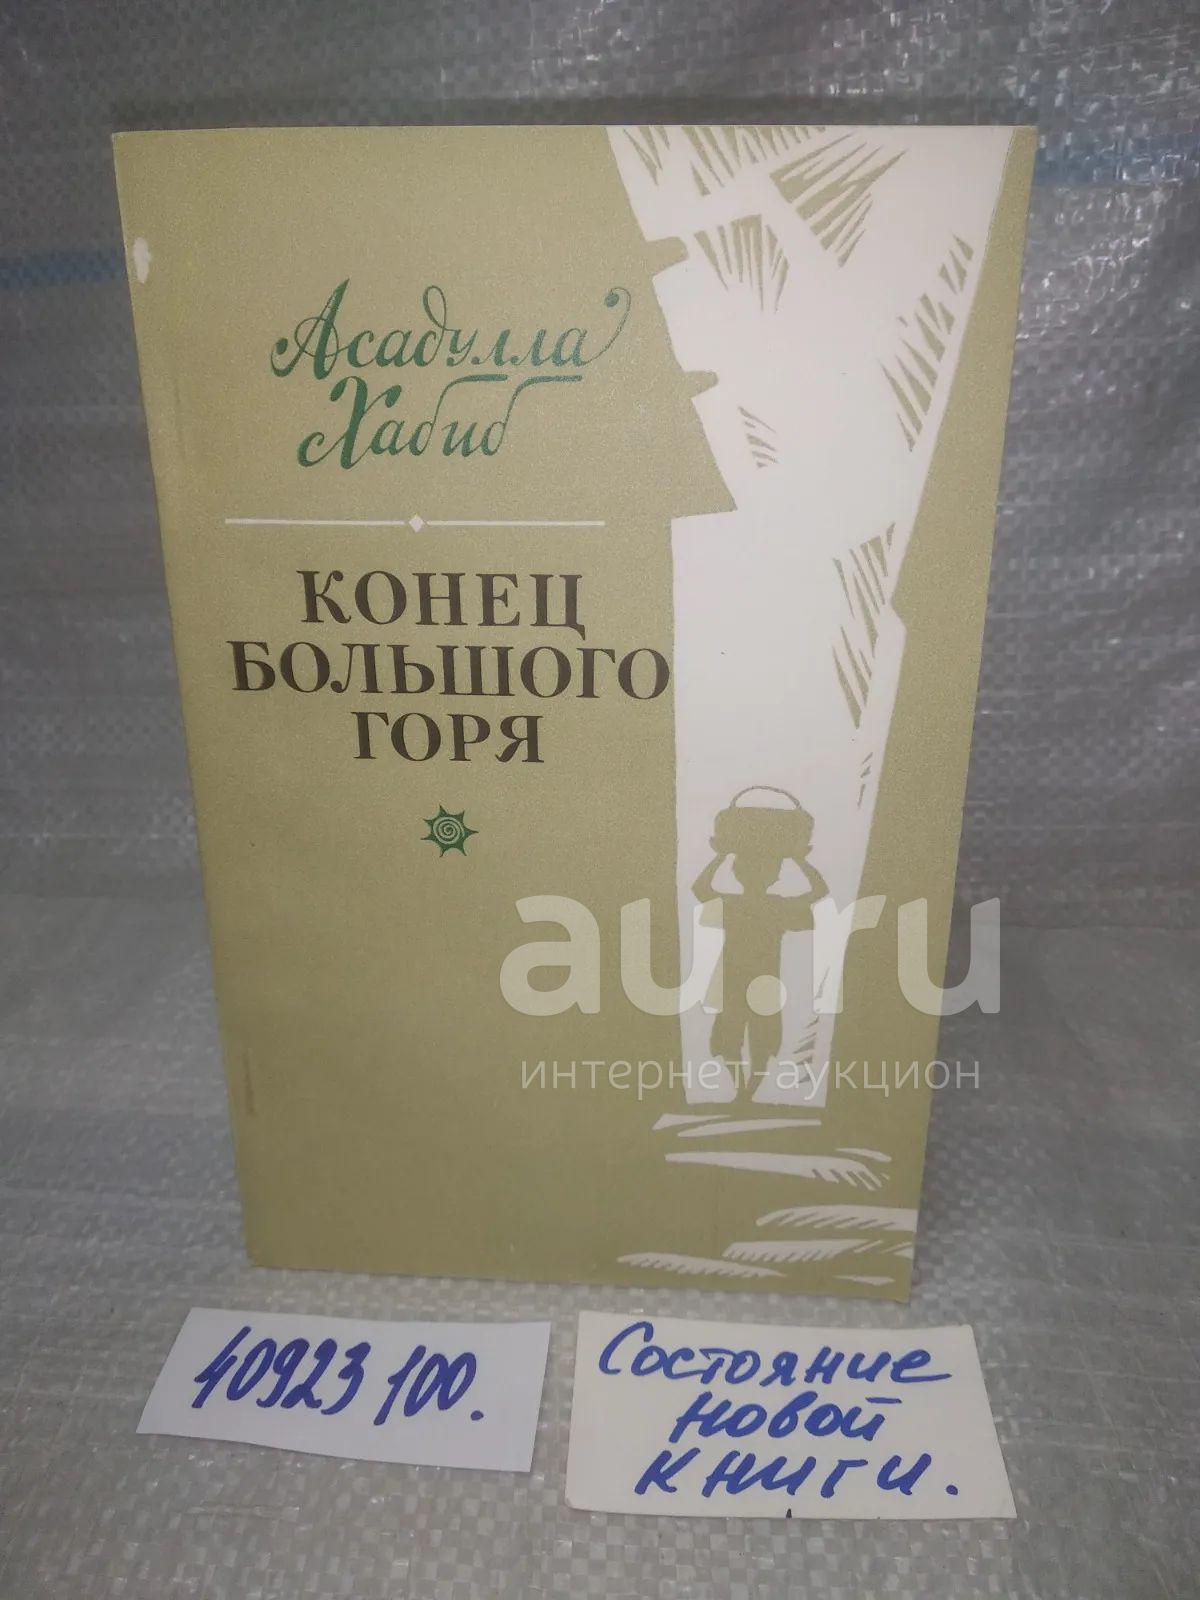 Асадулла
Хабиб
КОНЕЦ
БОЛЬШОГО
ГОРЯ
au.ru
интернет-аукцион
40923 100.
Состояние
новой
книги.